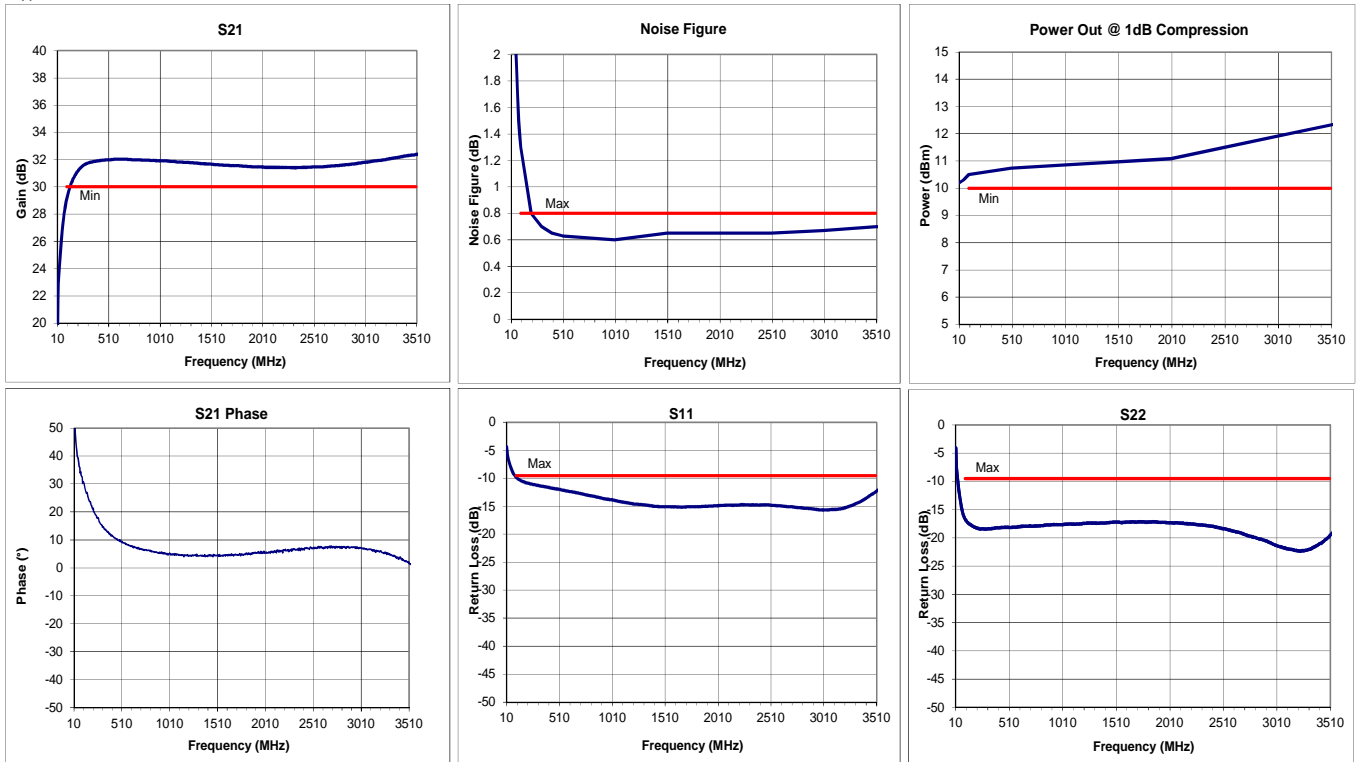 S21
Gain (dB)
40
38
36
34
32
30
28
26
24
22
20
Min
10 510 1010 1510 2010 2510 3010 3510
Frequency (MHz)
Noise Figure
Noise Figure (dB)
2
1.8
1.6
1.4
1.2
1
0.8
0.6
0.4
0.2
0
Max
10 510 1010 1510 2010 2510 3010 3510
Frequency (MHz)
Power Out @ 1dB Compression
Power (dBm)
15
14
13
12
11
10
9
8
7
6
5
Min
10 510 1010 1510 2010 2510 3010 3510
Frequency (MHz)
S21 Phase
Phase (°)
50
40
30
20
10
0
-10
-20
-30
-40
-50
10 510 1010 1510 2010 2510 3010 3510
Frequency (MHz)
S11
Return Loss (dB)
0
-5
-10
-15
-20
-25
-30
-35
-40
-45
-50
Max
10 510 1010 1510 2010 2510 3010 3510
Frequency (MHz)
S22
Return Loss (dB)
0
-5
-10
-15
-20
-25
-30
-35
-40
-45
-50
Max
10 510 1010 1510 2010 2510 3010 3510
Frequency (MHz)